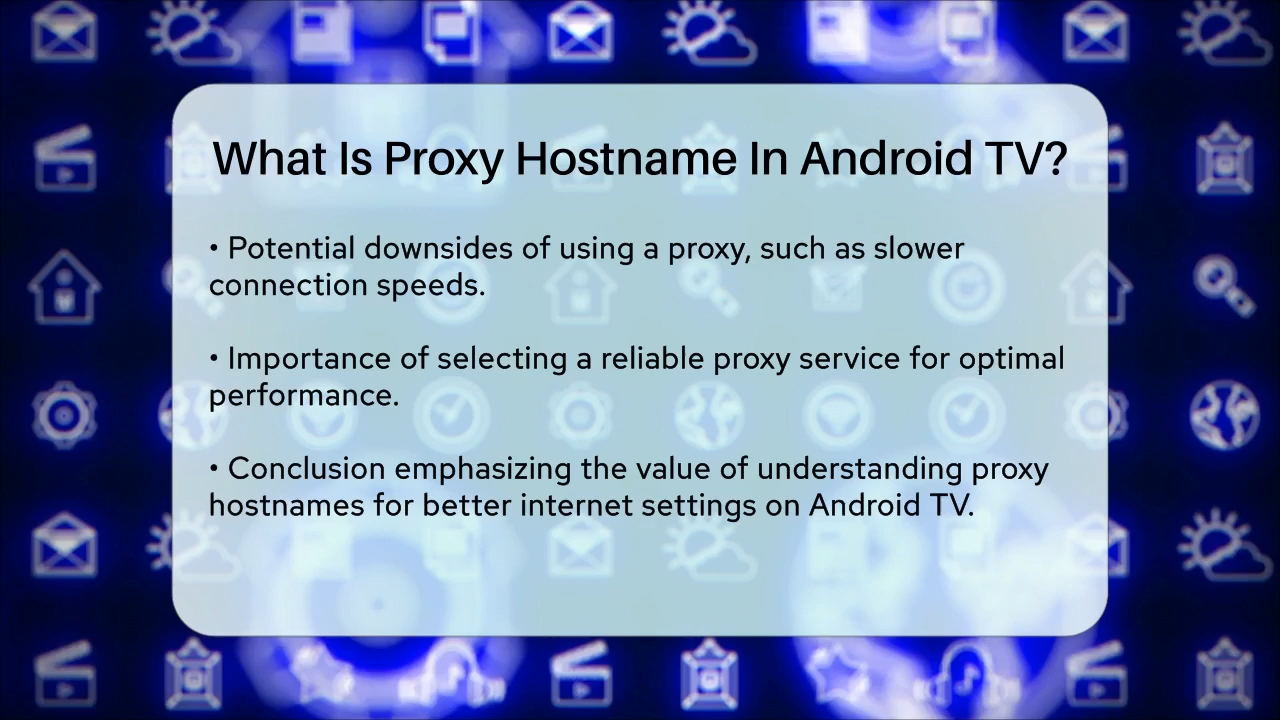 What Is Proxy Hostname In Android TV?
• Potential downsides of using a proxy, such as slower
connection speeds.
• Importance of selecting a reliable proxy service for optimal
performance.
• Conclusion emphasizing the value of understanding proxy
hostnames for better internet settings on Android TV.